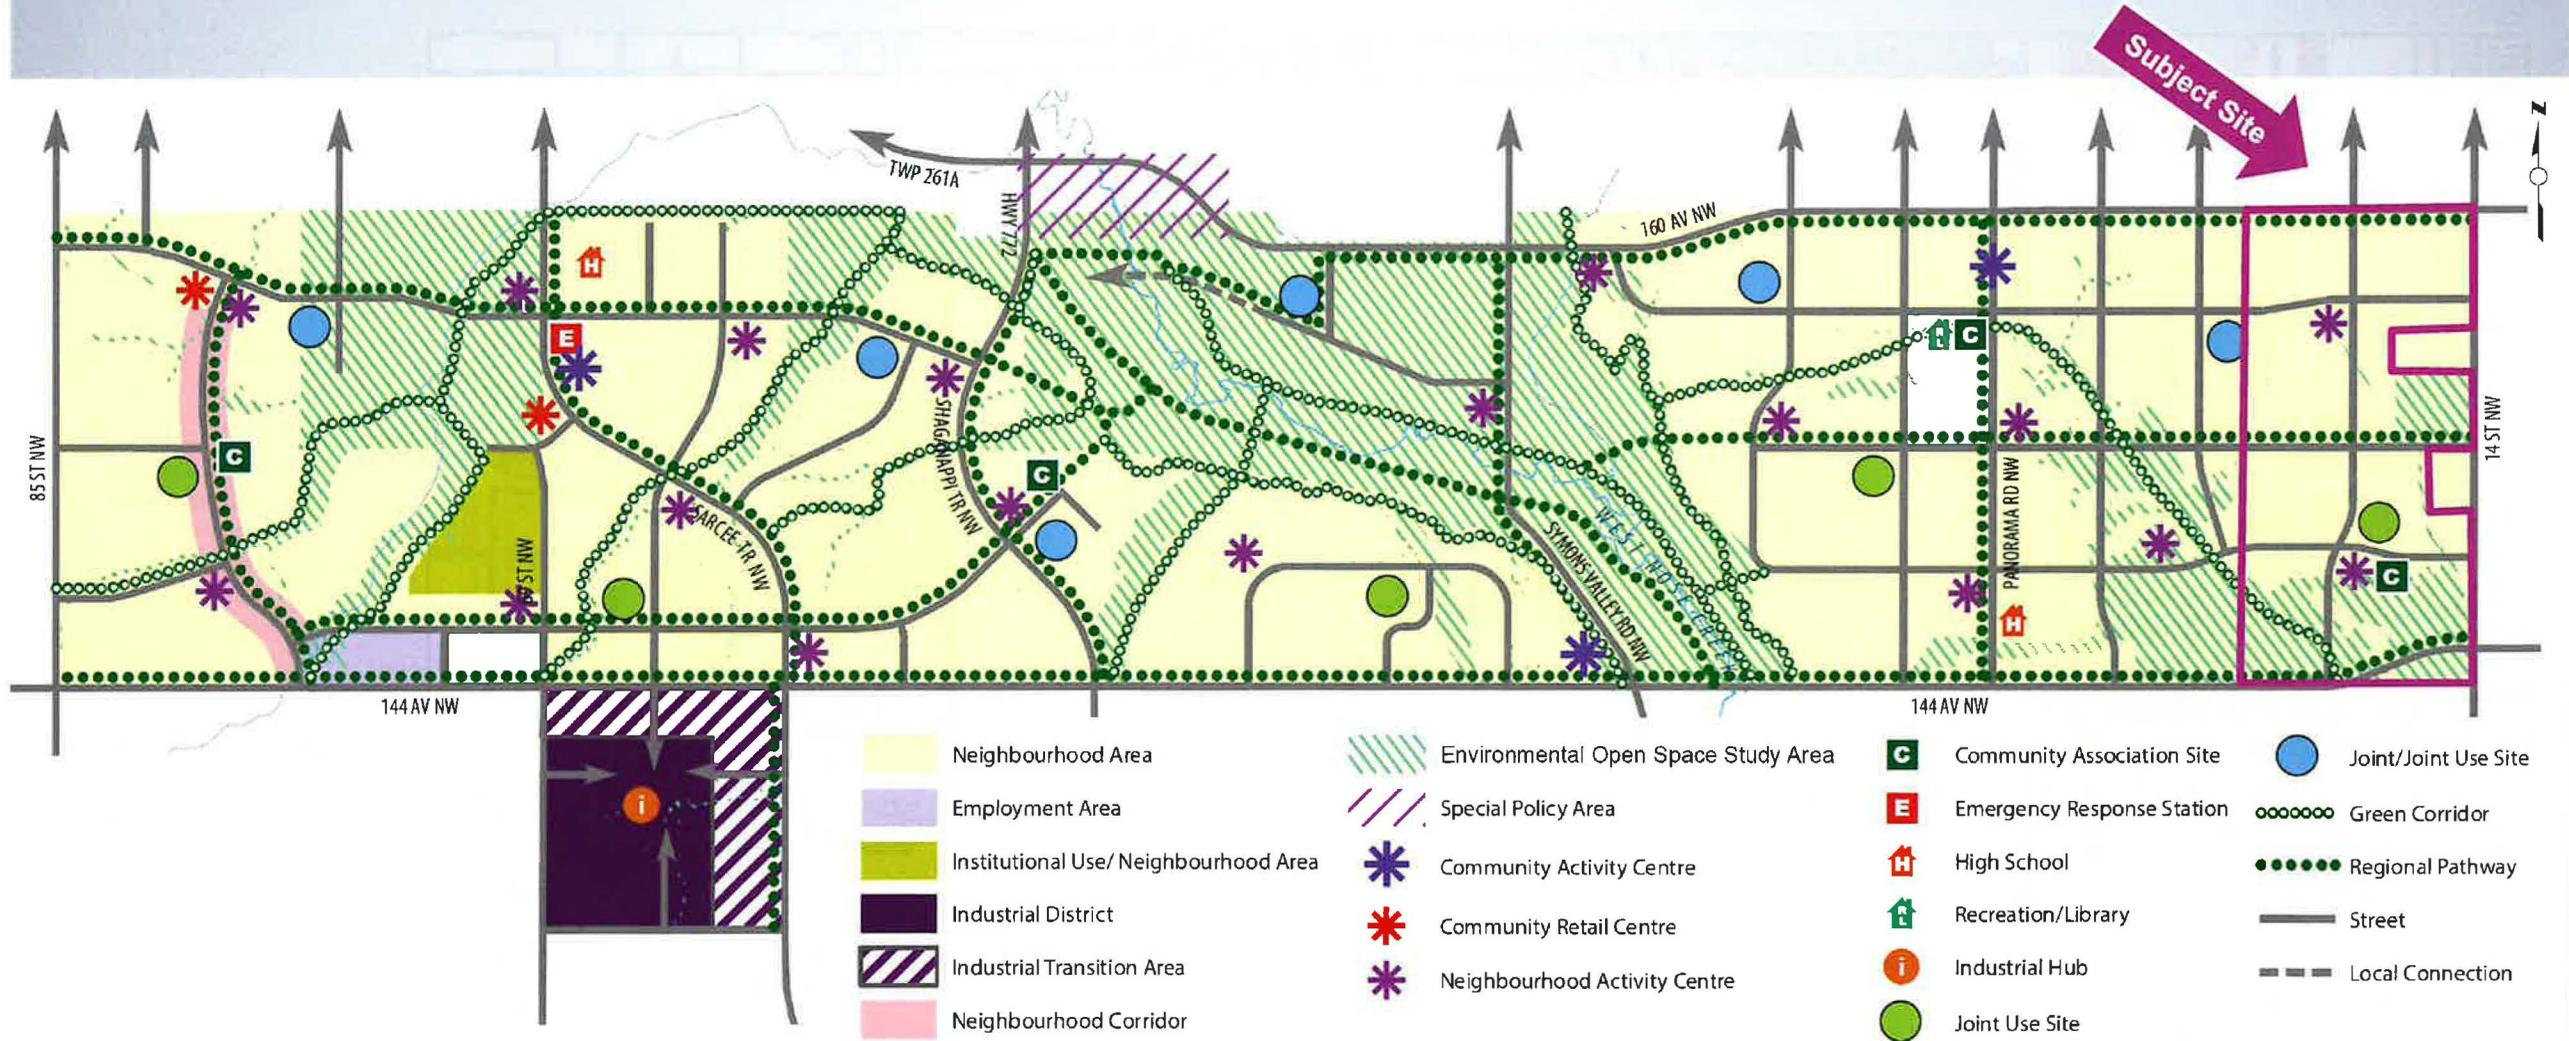 Subject Site
N
TWP 261A
HWY 772
160 AV NW
H
E
C
R
L
C
85 ST NW
SHAGANAPPI TR NW
14 ST NW
C
C
SARCEE TR NW
ST NW
SYMONS VALLEY RD NW
WEST NOSE CREEK
PANORAMA RD NW
C
H
144 AV NW
144 AV NW
i
Neighbourhood Area
Employment Area
Institutional Use/ Neighbourhood Area
Industrial District
Industrial Transition Area
Neighbourhood Corridor
Environmental Open Space Study Area
Special Policy Area
Community Activity Centre
Community Retail Centre
Neighbourhood Activity Centre
C Community Association Site
E Emergency Response Station
H High School
R
L Recreation/Library
i Industrial Hub
Joint Use Site
Joint/Joint Use Site
Green Corridor
Regional Pathway
Street
Local Connection